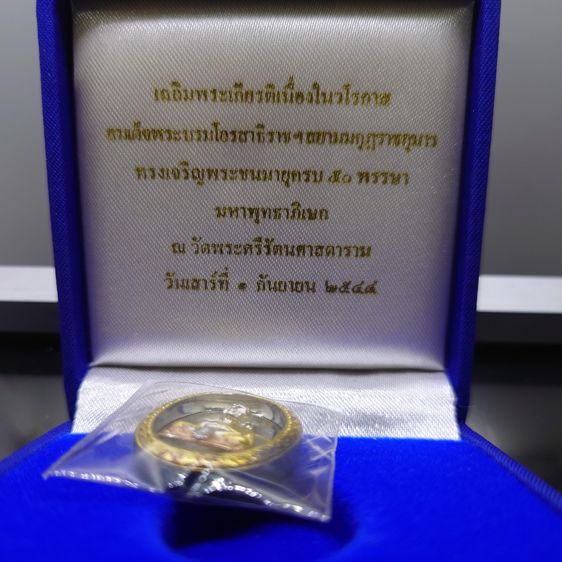 เฉลิมพระเกียรติเนื่องในวโรกาส
สมเด็จพระบรมโอรสาธิราช ฯ สยามมกุฎราชกุมาร
ทรงเจริญพระชนมายุครบ ๕๐ พรรษา
มหาพุทธาภิเษก
ณ วัดพระศรีรัตนศาสดาราม
วันเสาร์ที่ ๑ กันยายน ๒๕๔๔